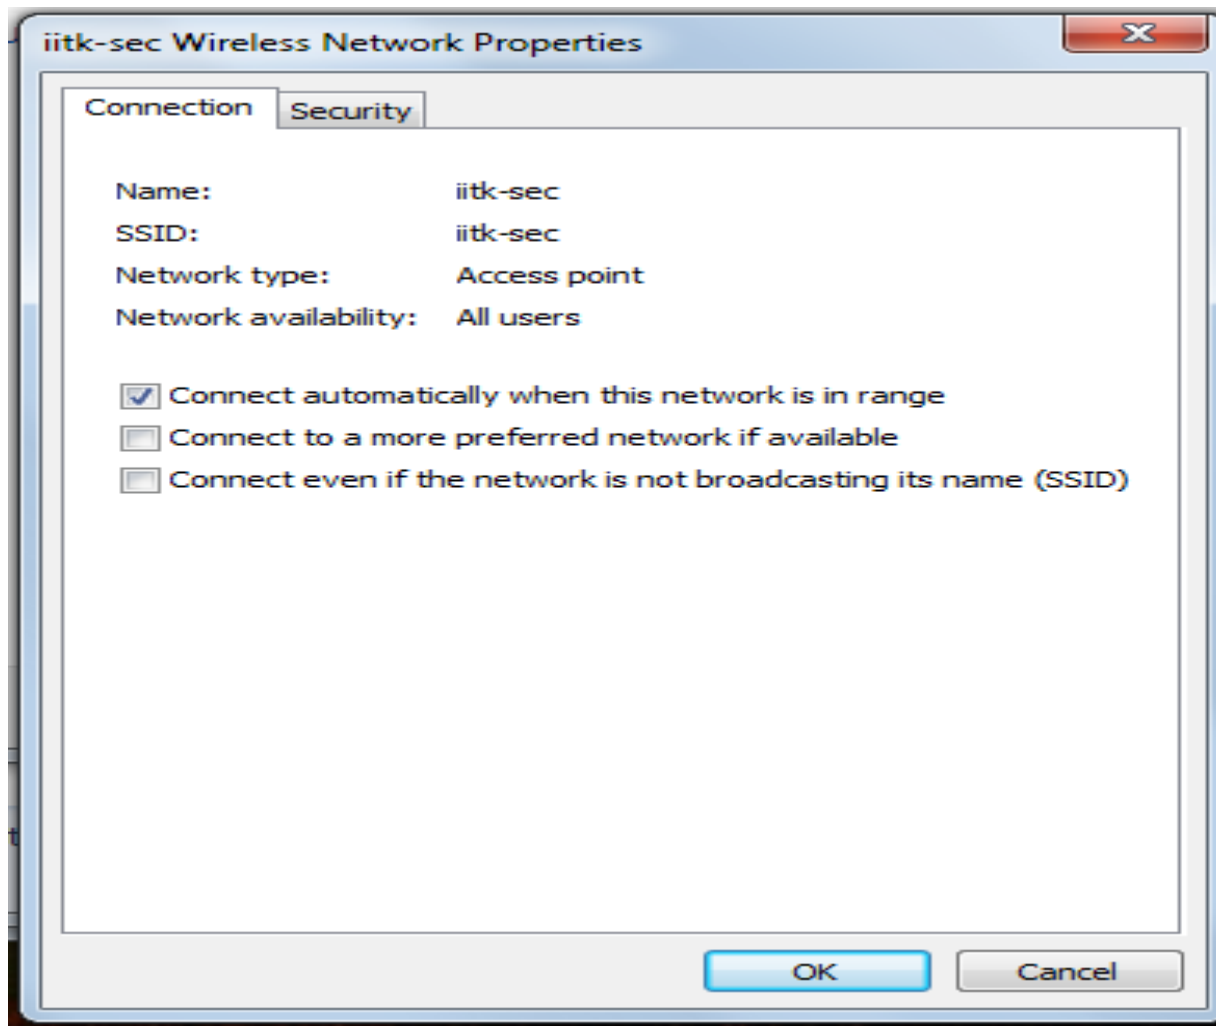 iitk-sec Wireless Network Properties
Connection Security
Name: iitk-sec
SSID: iitk-sec
Network type: Access point
Network availability: All users
Connect automatically when this network is in range
Connect to a more preferred network if available
Connect even if the network is not broadcasting its name (SSID)
OK Cancel